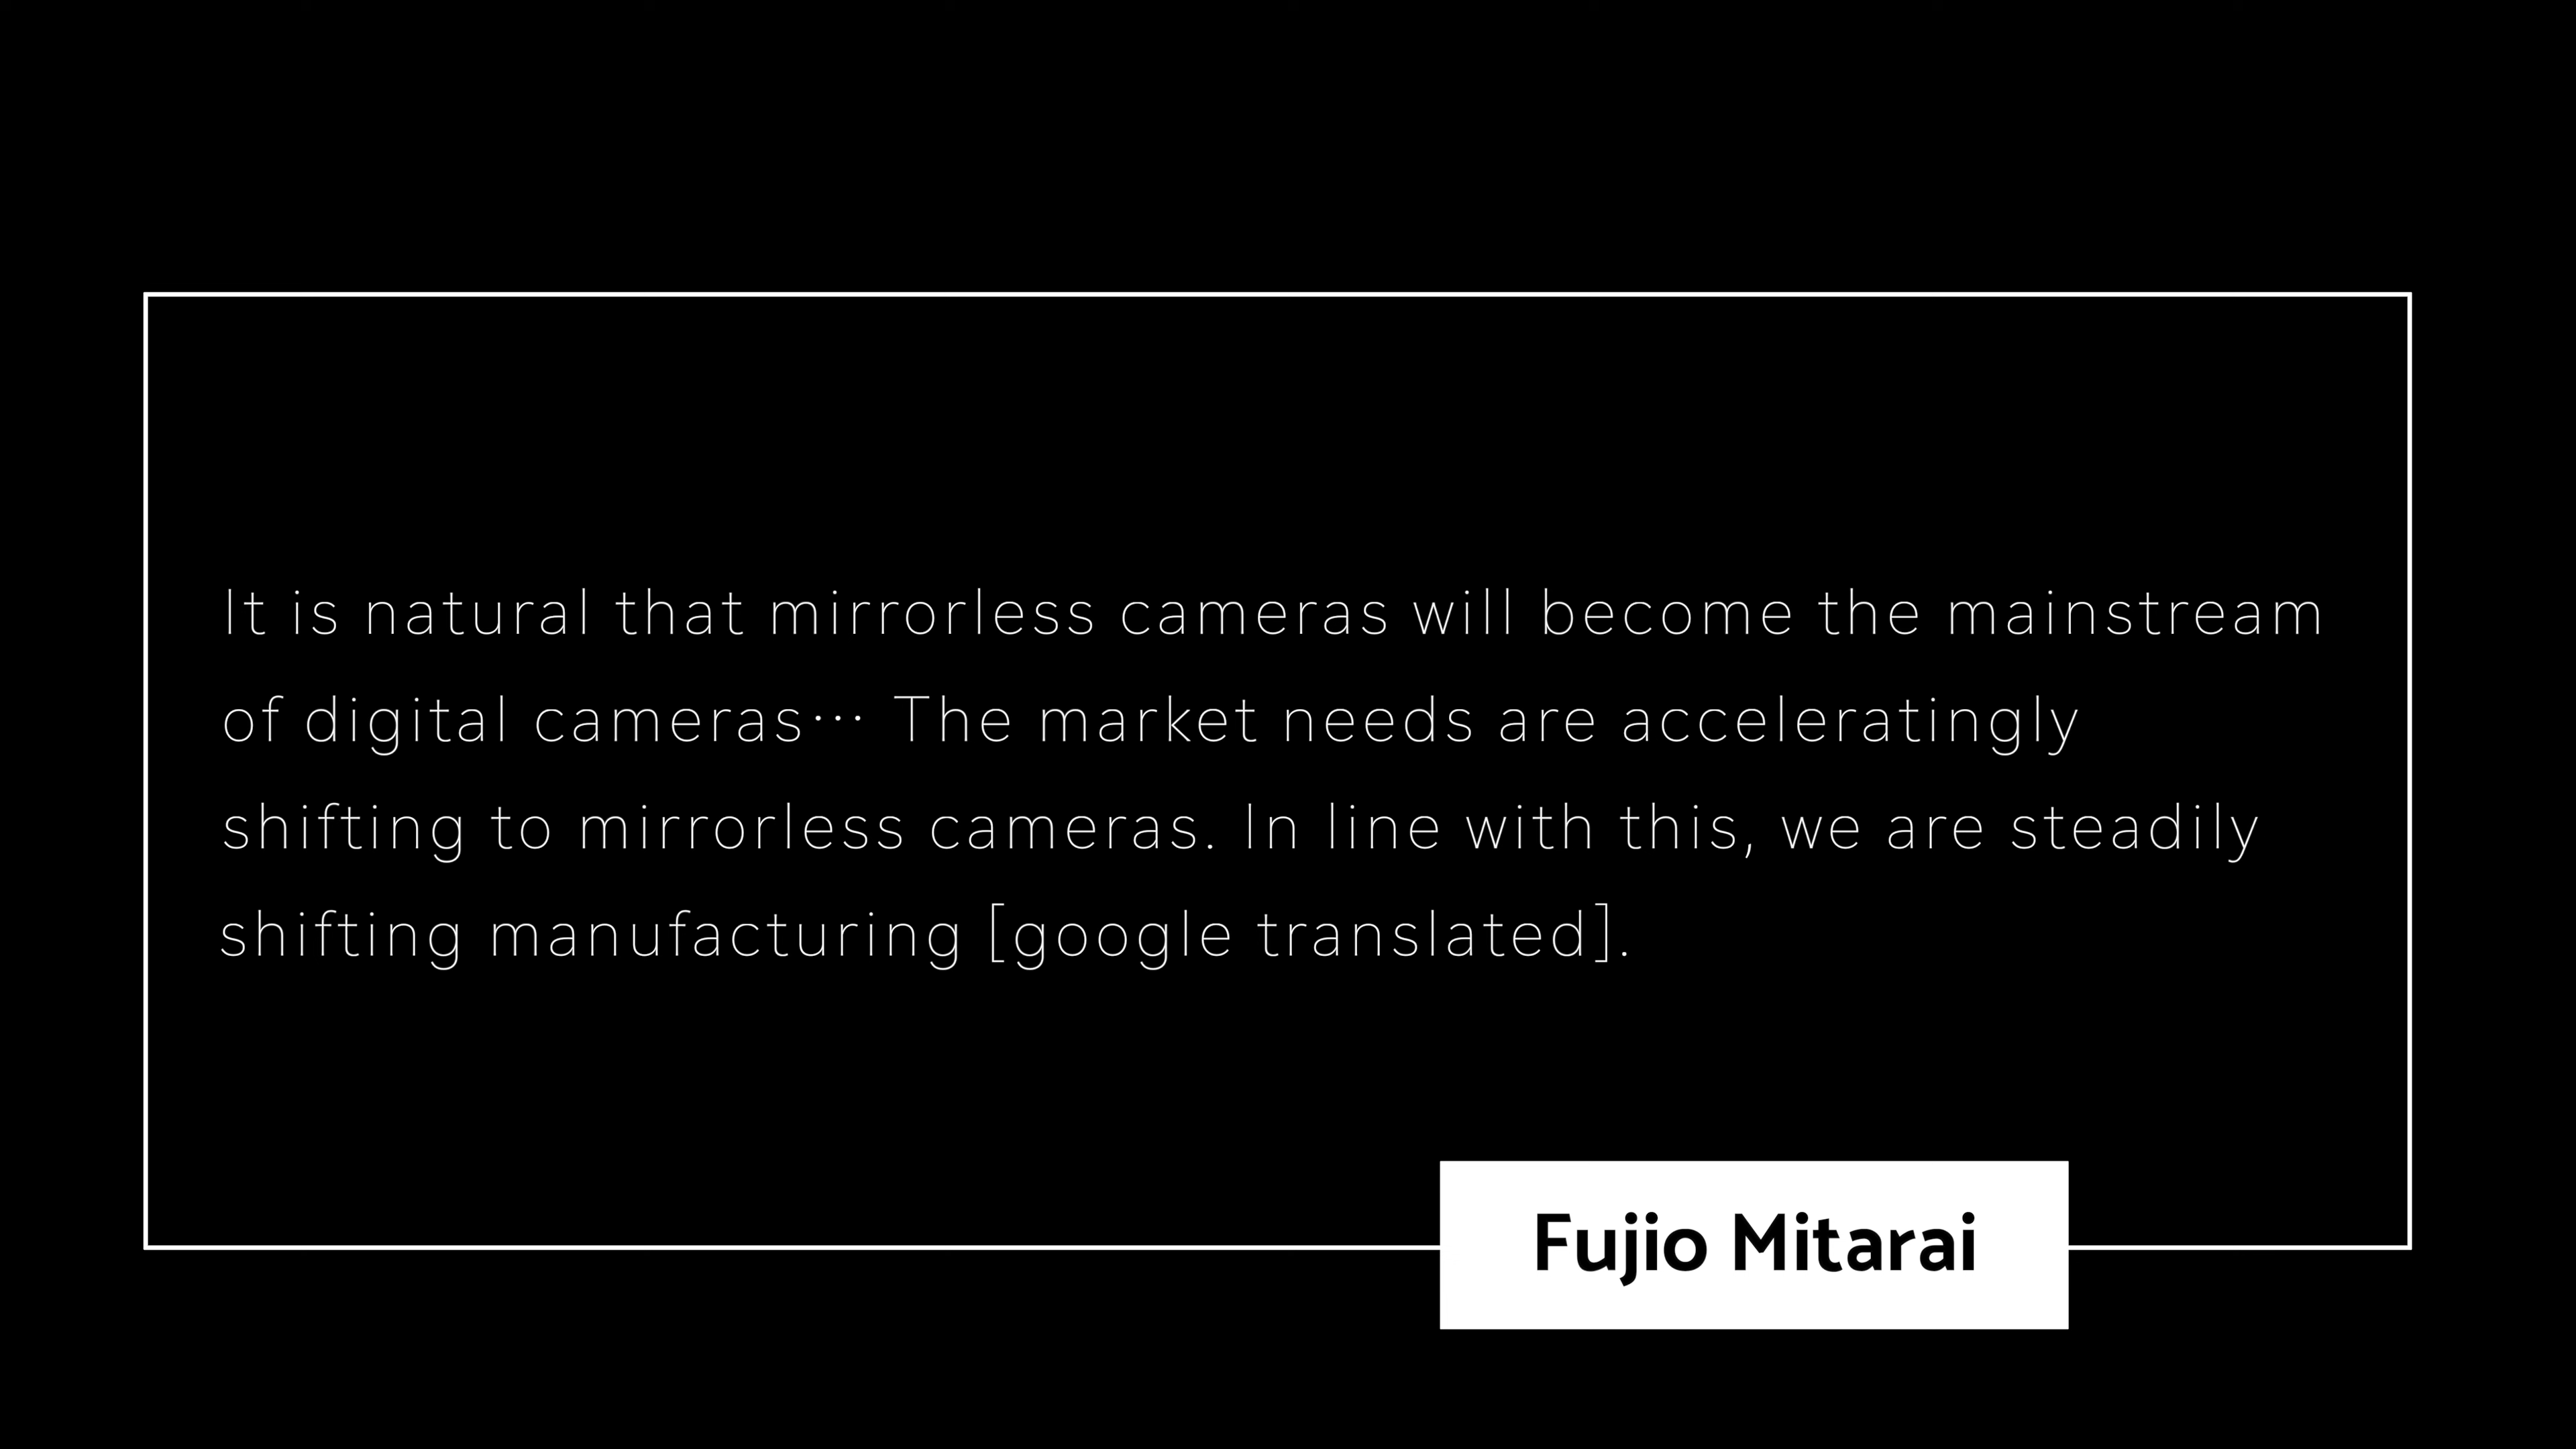 It is natural that mirrorless cameras will become the mainstream
of digital cameras··· The market needs are acceleratingly
shifting to mirrorless cameras. In line with this, we are steadily
shifting manufacturing [google translated].
Fujio Mitarai